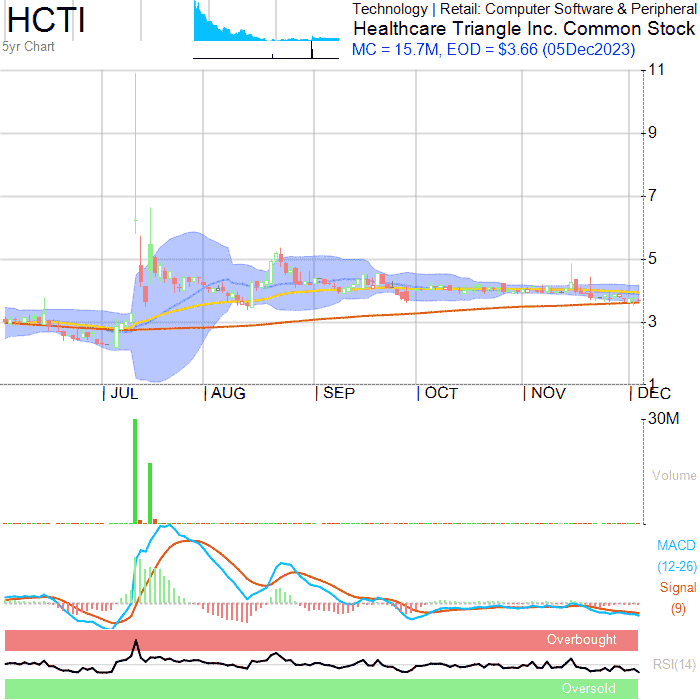 HCTI
5yr Chart
Technology | Retail: Computer Software & Peripheral
Healthcare Triangle Inc. Common Stock
MC = 15.7M, EOD = $3.66 (05Dec2023)
11
9
7
5
3
1
JUL
AUG
SEP
OCT
NOV
DEC
30M
Volume
MACD
(12-26)
Signal
(9)
Overbought
RSI(14)
Oversold